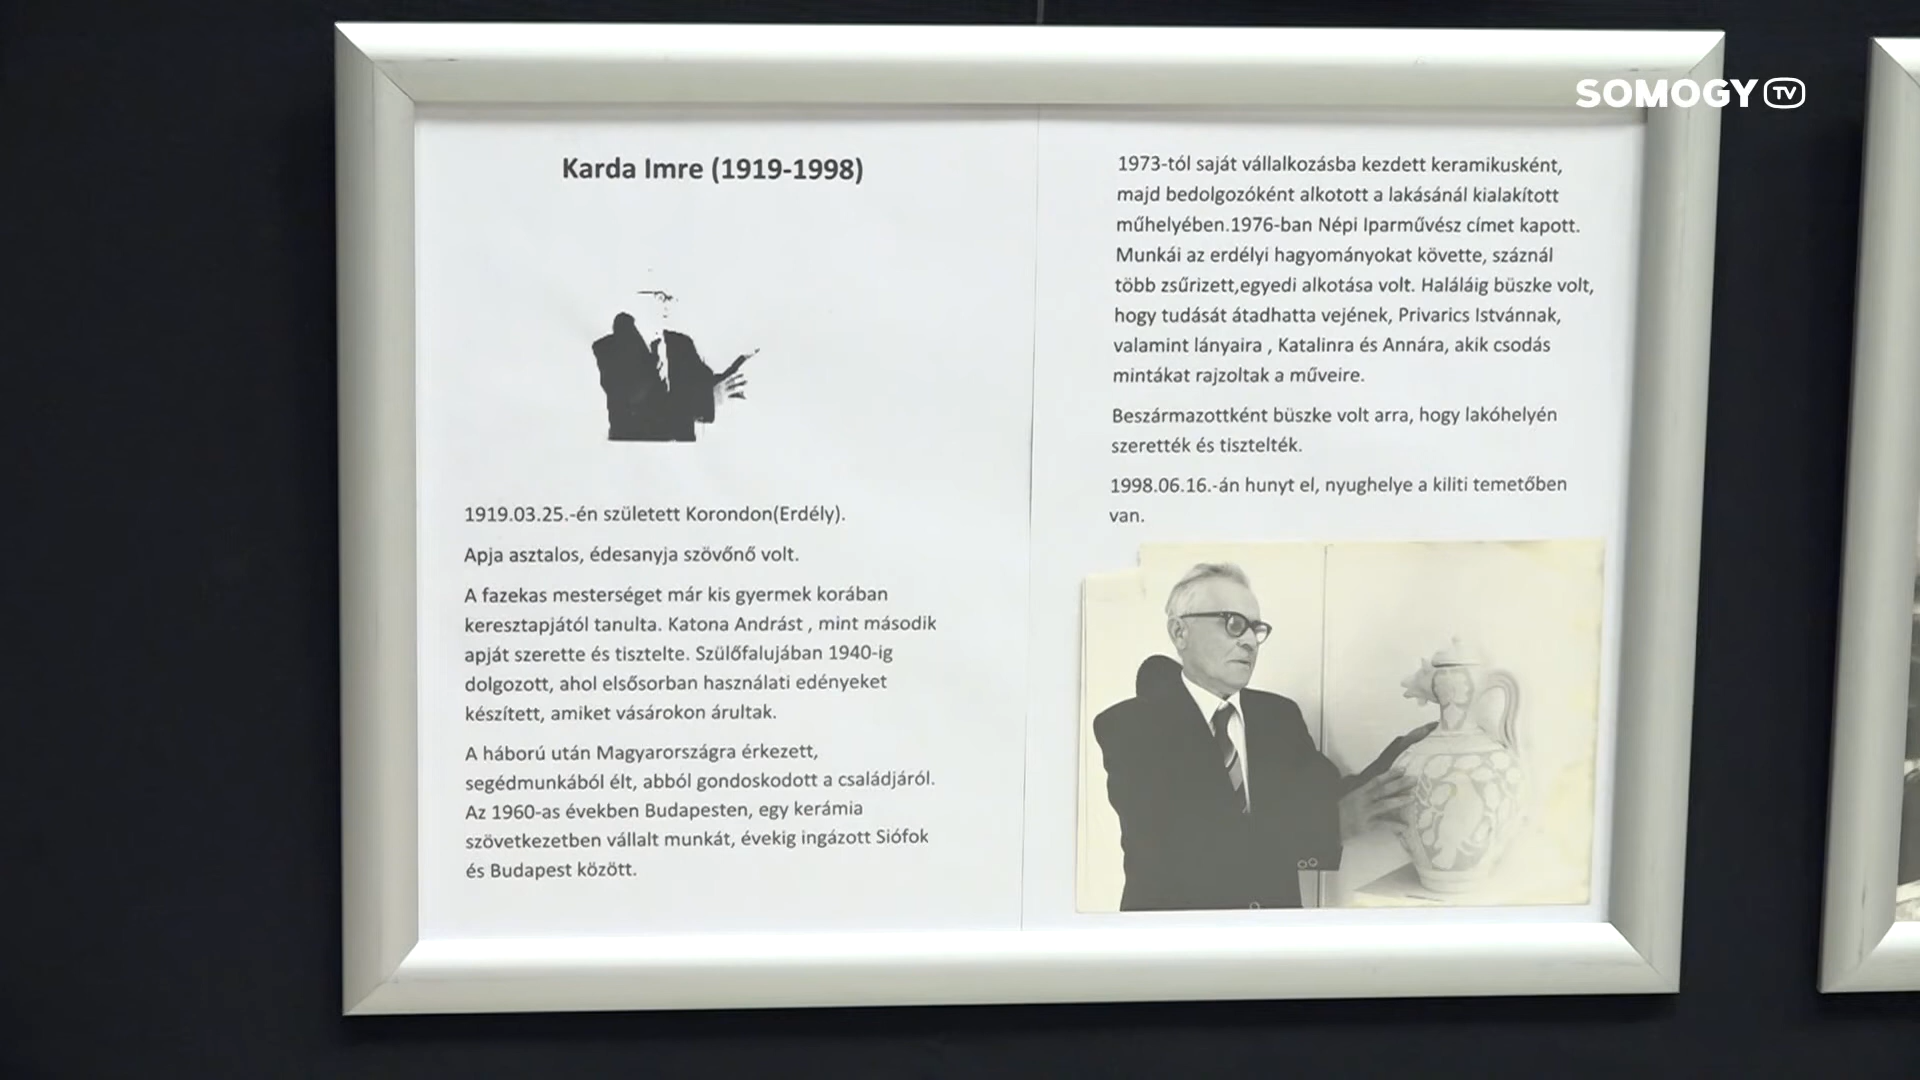 SOMOGY TV
Karda Imre (1919-1998)
1919.03.25.-én született Korondon(Erdély).
Apja asztalos, édesanyja szövőnő volt.
A fazekas mesterséget már kis gyermek korában
keresztapjától tanulta. Katona Andrást , mint második
apját szerette és tisztelte. Szülőfalujában 1940-ig
dolgozott, ahol elsősorban használati edényeket
készített, amiket vásárokon árultak.
A háború után Magyarországra érkezett,
segédmunkából élt, abból gondoskodott a családjáról.
Az 1960-as években Budapesten, egy kerámia
szövetkezetben vállalt munkát, évekig ingázott Siófok
és Budapest között.
1973-tól saját vállalkozásba kezdett keramikusként,
majd bedolgozóként alkotott a lakásánál kialakított
műhelyében.1976-ban Népi Iparművész címet kapott.
Munkái az erdélyi hagyományokat követte, száznál
több zsűrizett,egyedi alkotása volt. Haláláig büszke volt,
hogy tudását átadhatta vejének, Privarics Istvánnak,
valamint lányaira , Katalinra és Annára, akik csodás
mintákat rajzoltak a műveire.
Beszármazottként büszke volt arra, hogy lakóhelyén
szerették és tisztelték.
1998.06.16.-án hunyt el, nyughelye a kiliti temetőben
van.